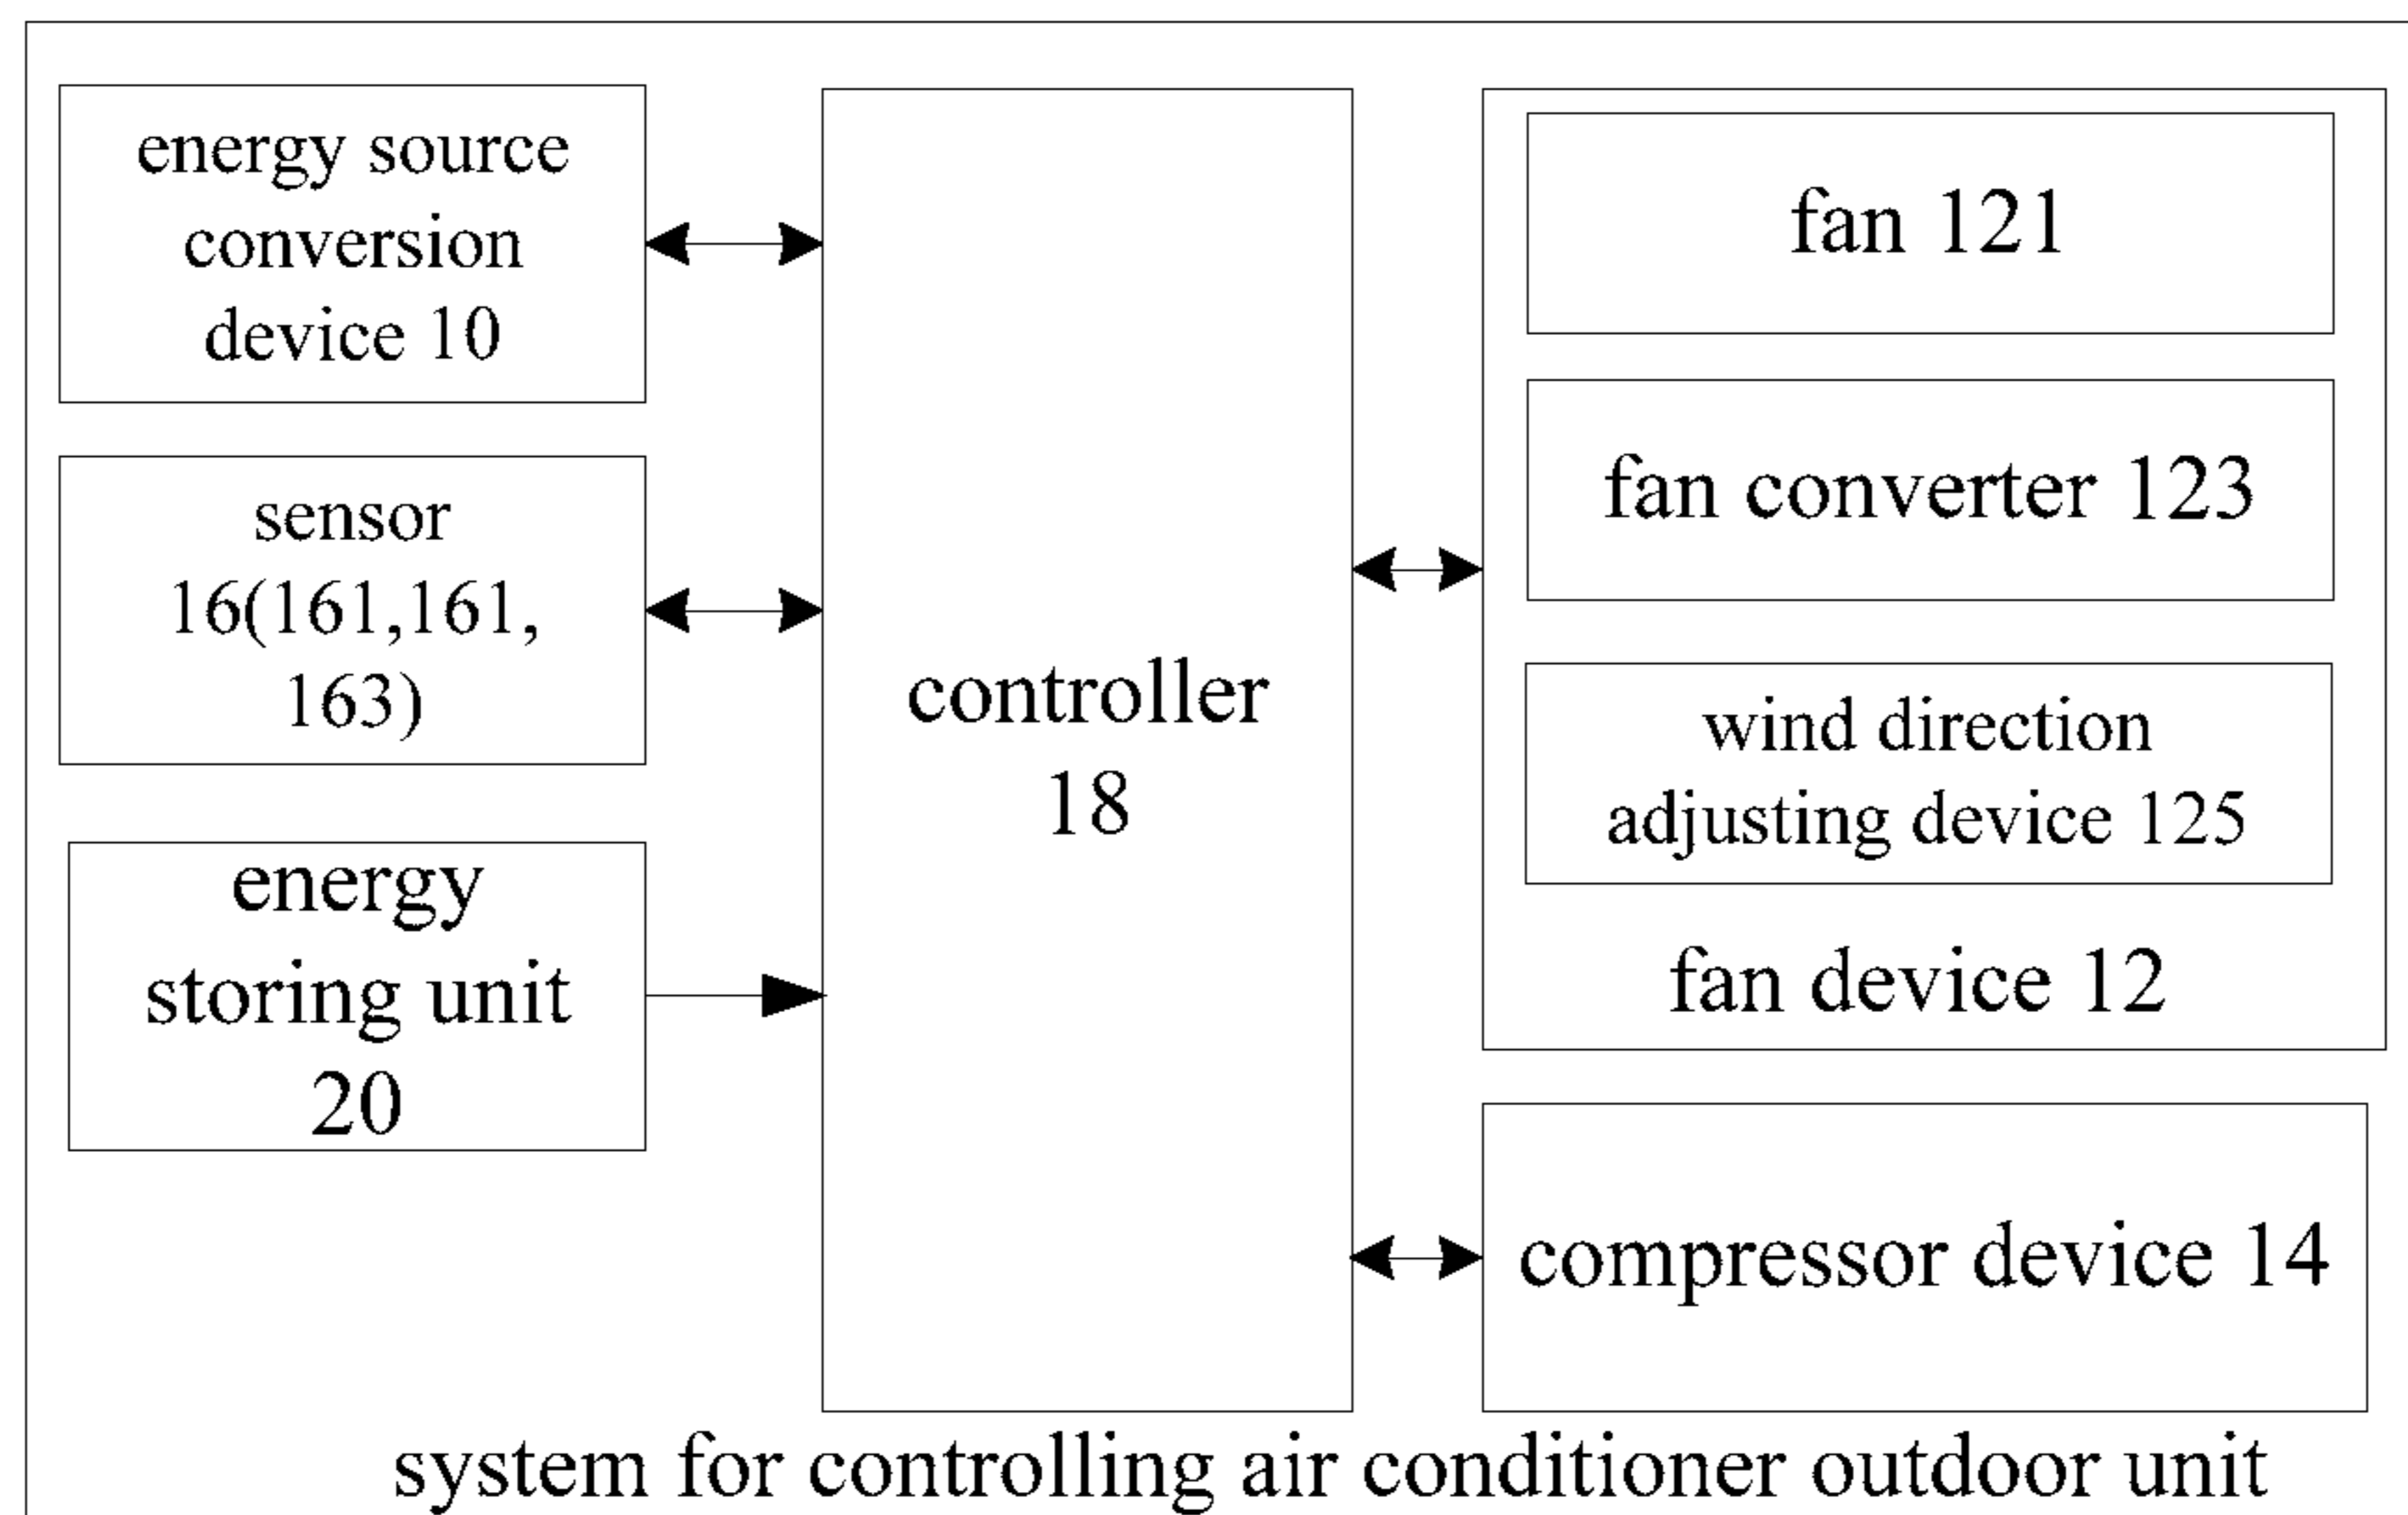 energy source
conversion
device 10
sensor
16(161,161,
163)
energy
storing unit
20
controller
18
fan 121
fan converter 123
wind direction
adjusting device 125
fan device 12
compressor device 14
system for controlling air conditioner outdoor unit